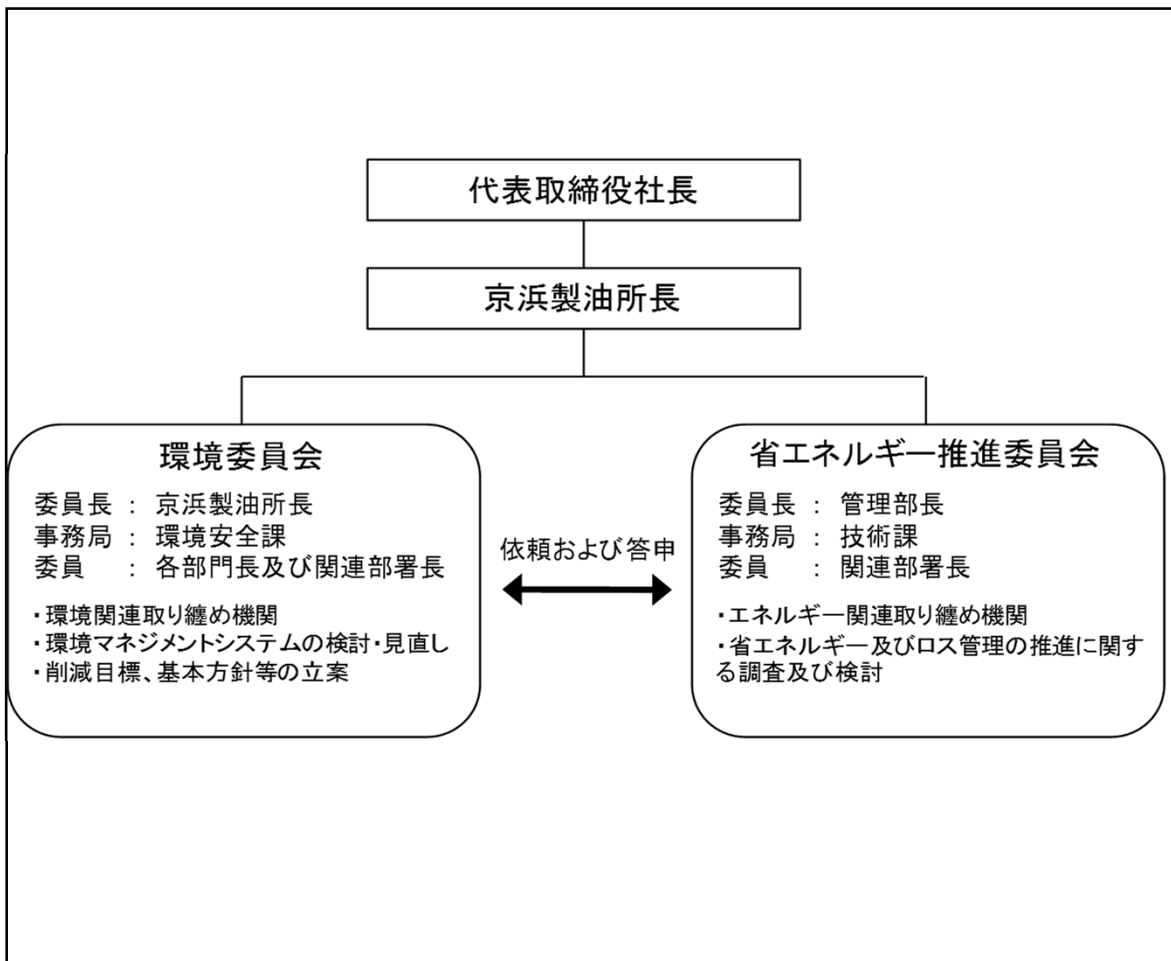 代表取締役社長
京浜製油所長
環境委員会
委員長 : 京浜製油所長
事務局 : 環境安全課
委員 : 各部門長及び関連部署長
・環境関連取り纏め機関
・環境マネジメントシステムの検討・見直し
・削減目標、基本方針等の立案
依頼および答申
省エネルギー推進委員会
委員長 : 管理部長
事務局 : 技術課
委員 : 関連部署長
・エネルギー関連取り纏め機関
・省エネルギー及びロス管理の推進に関す
る調査及び検討